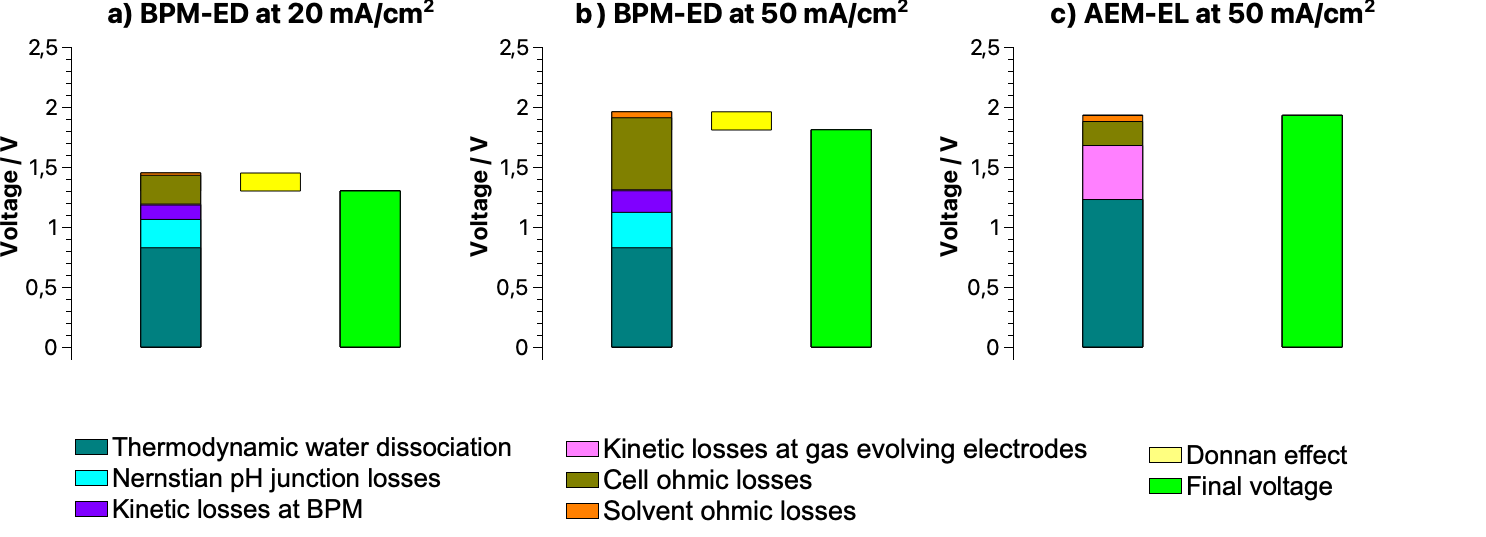 a) BPM-ED at 20 mA/cm²
b) BPM-ED at 50 mA/cm²
c) AEM-EL at 50 mA/cm²
Voltage / V
2,5
2
1,5
1
0,5
0
Voltage / V
2,5
2
1,5
1
0,5
0
Voltage / V
2,5
2
1,5
1
0,5
0
Thermodynamic water dissociation
Nernstian pH junction losses
Kinetic losses at BPM
Kinetic losses at gas evolving electrodes
Cell ohmic losses
Solvent ohmic losses
Donnan effect
Final voltage